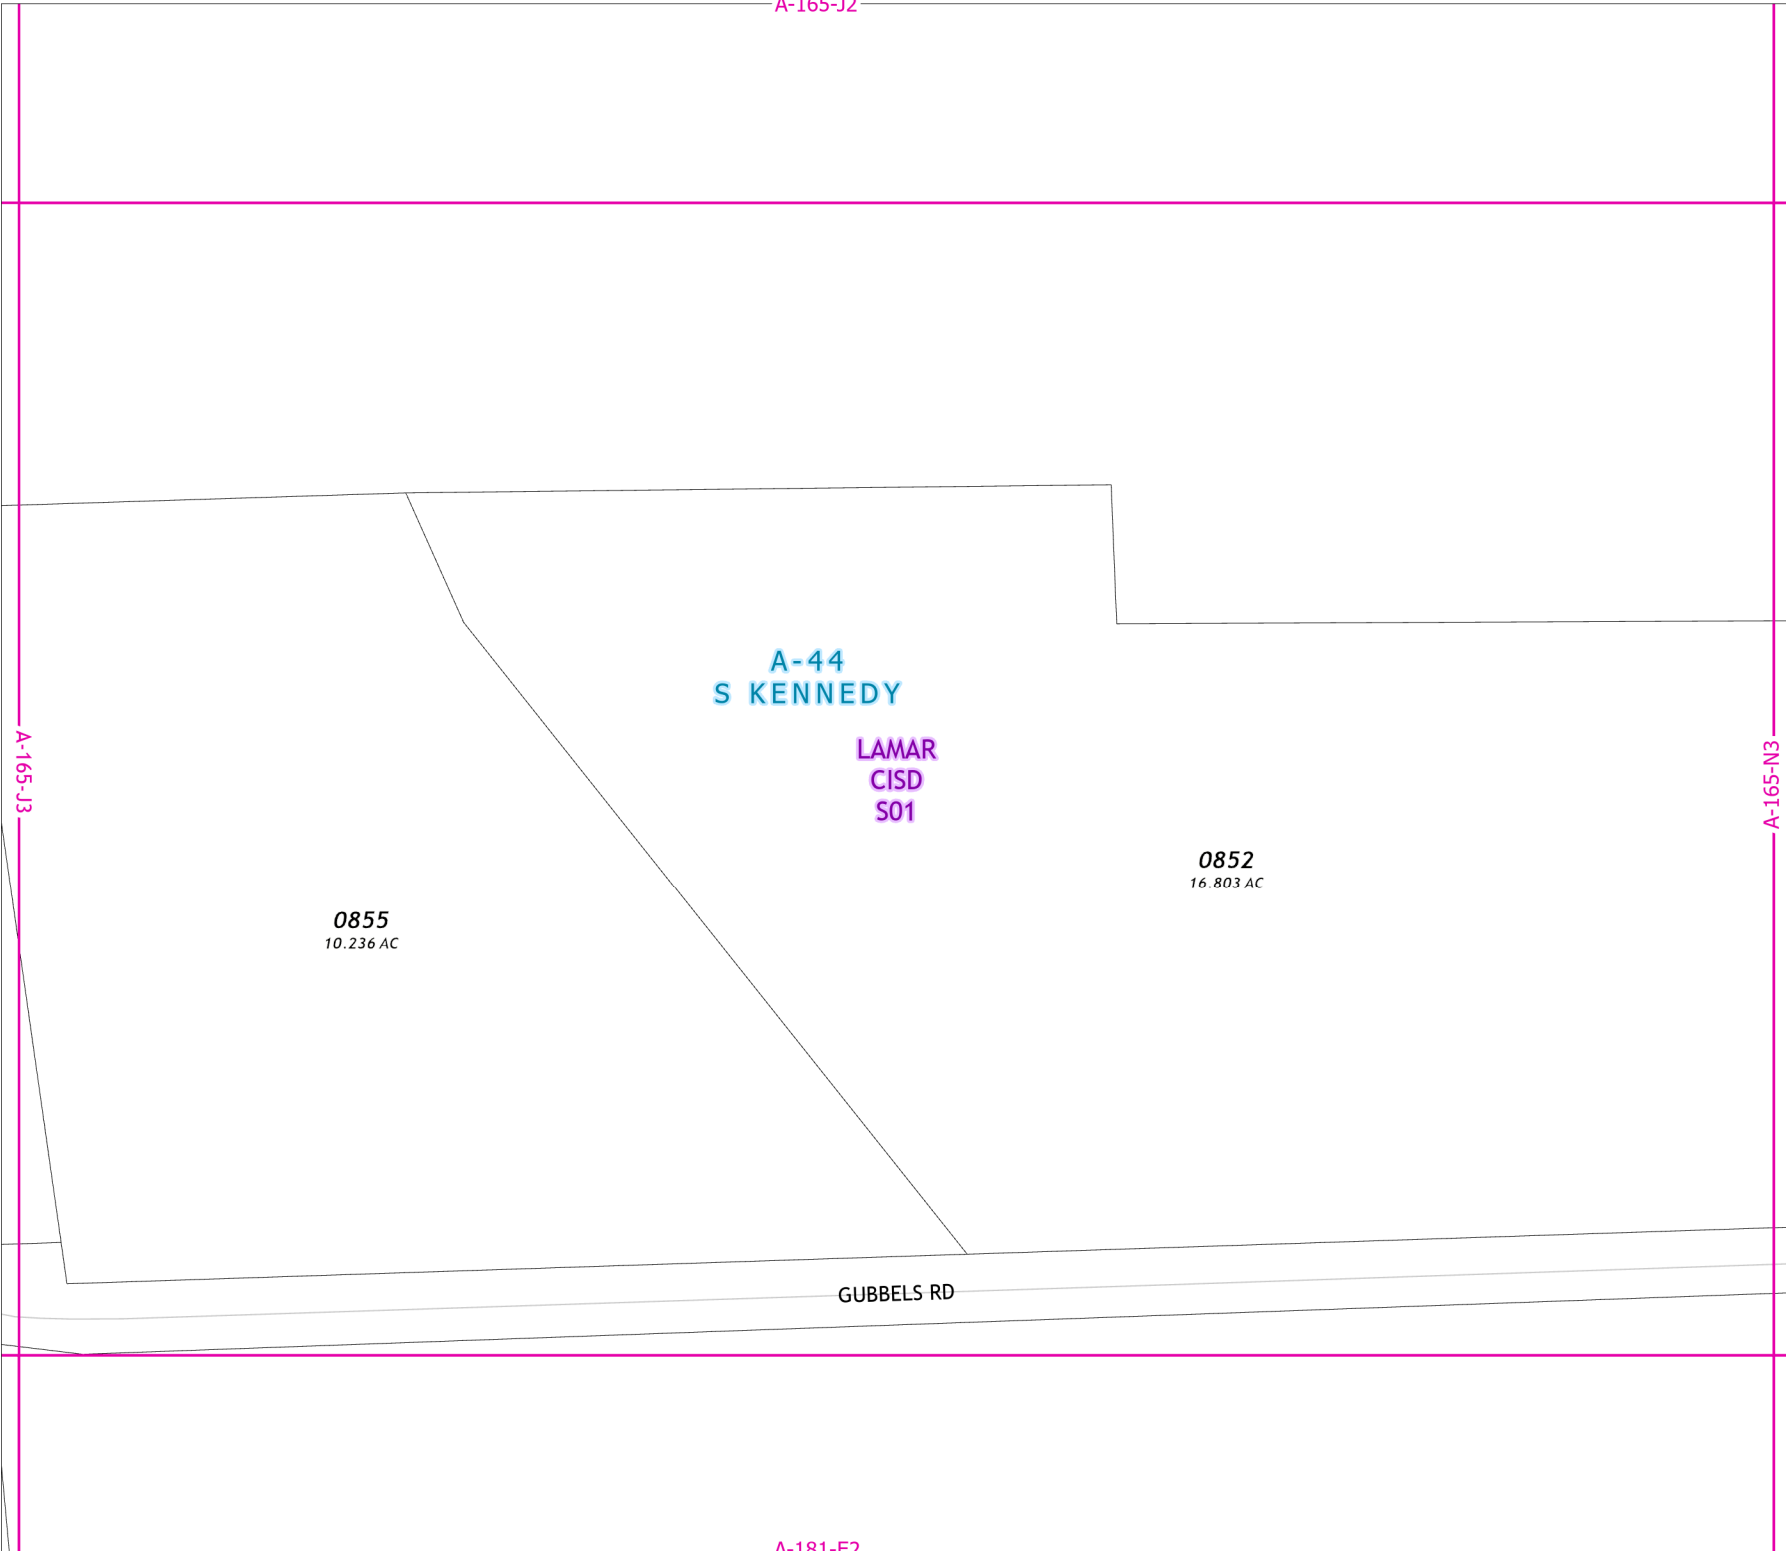 A-165-J2
A-44
S KENNEDY
LAMAR
CISD
S01
A-165-J3
A-165-N3
0852
16.803 AC
0855
10.236 AC
GUBBELS RD
A-181-F2